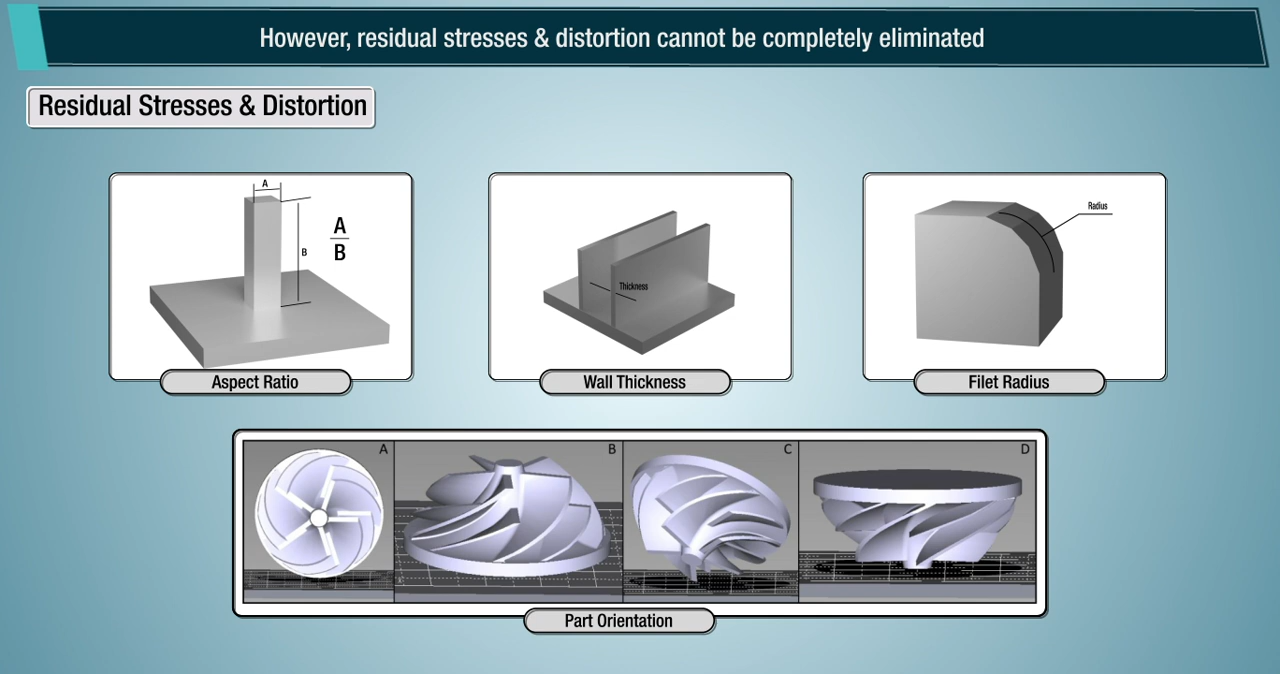 However, residual stresses & distortion cannot be completely eliminated
Residual Stresses & Distortion
A
B
A
B
Aspect Ratio
Thickness
Wall Thickness
Radius
Filet Radius
A
B
C
D
Part Orientation